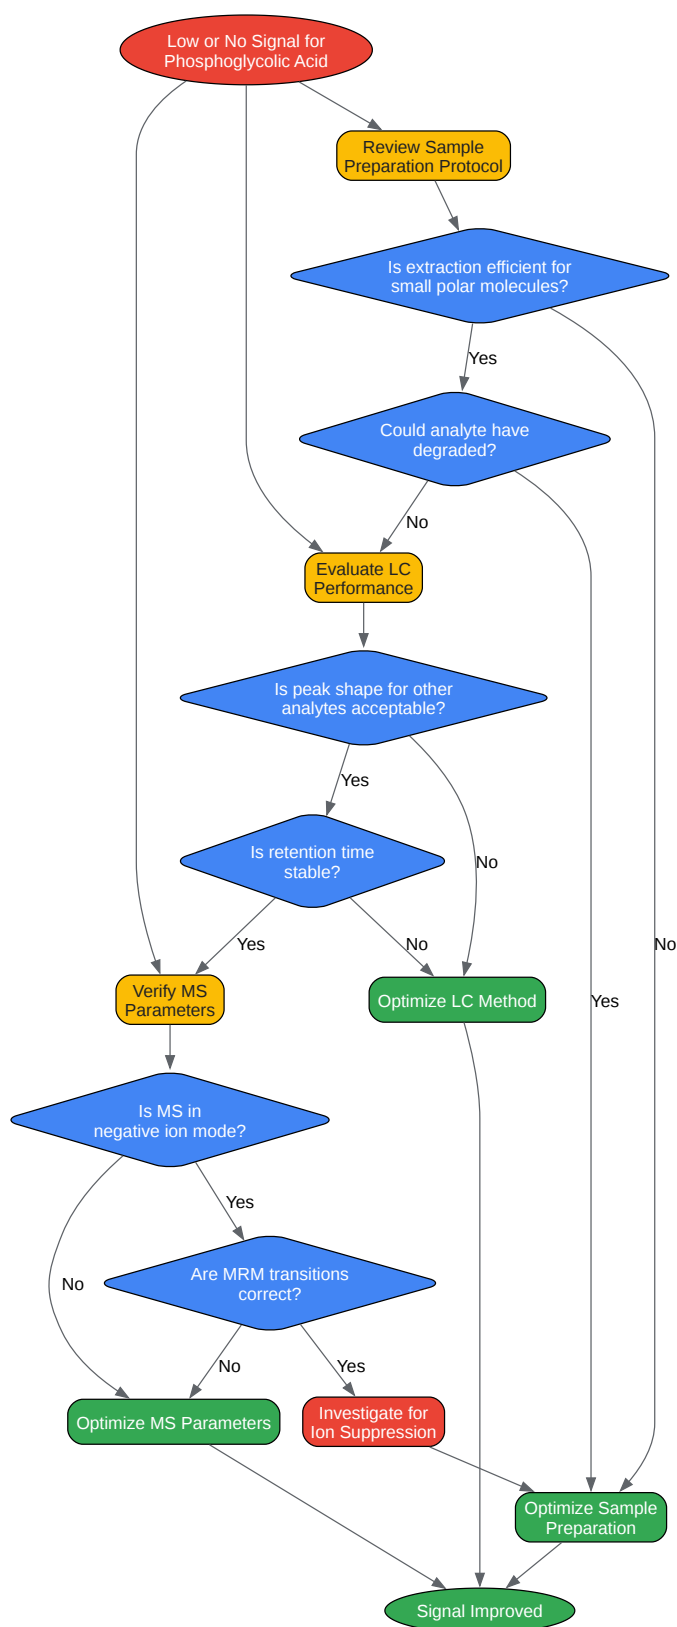 Low or No Signal for
Phosphoglycolic Acid
Review Sample
Preparation Protocol
Is extraction efficient for
small polar molecules?
Yes
Could analyte have
degraded?
No
Evaluate LC
Performance
Is peak shape for other
analytes acceptable?
Yes
Is retention time
stable?
No
Yes
No
No
Verify MS
Parameters
Optimize LC Method
Yes
Is MS in
negative ion mode?
Yes
Are MRM transitions
correct?
No
No
Yes
Optimize MS Parameters
Investigate for
Ion Suppression
Optimize Sample
Preparation
Signal Improved